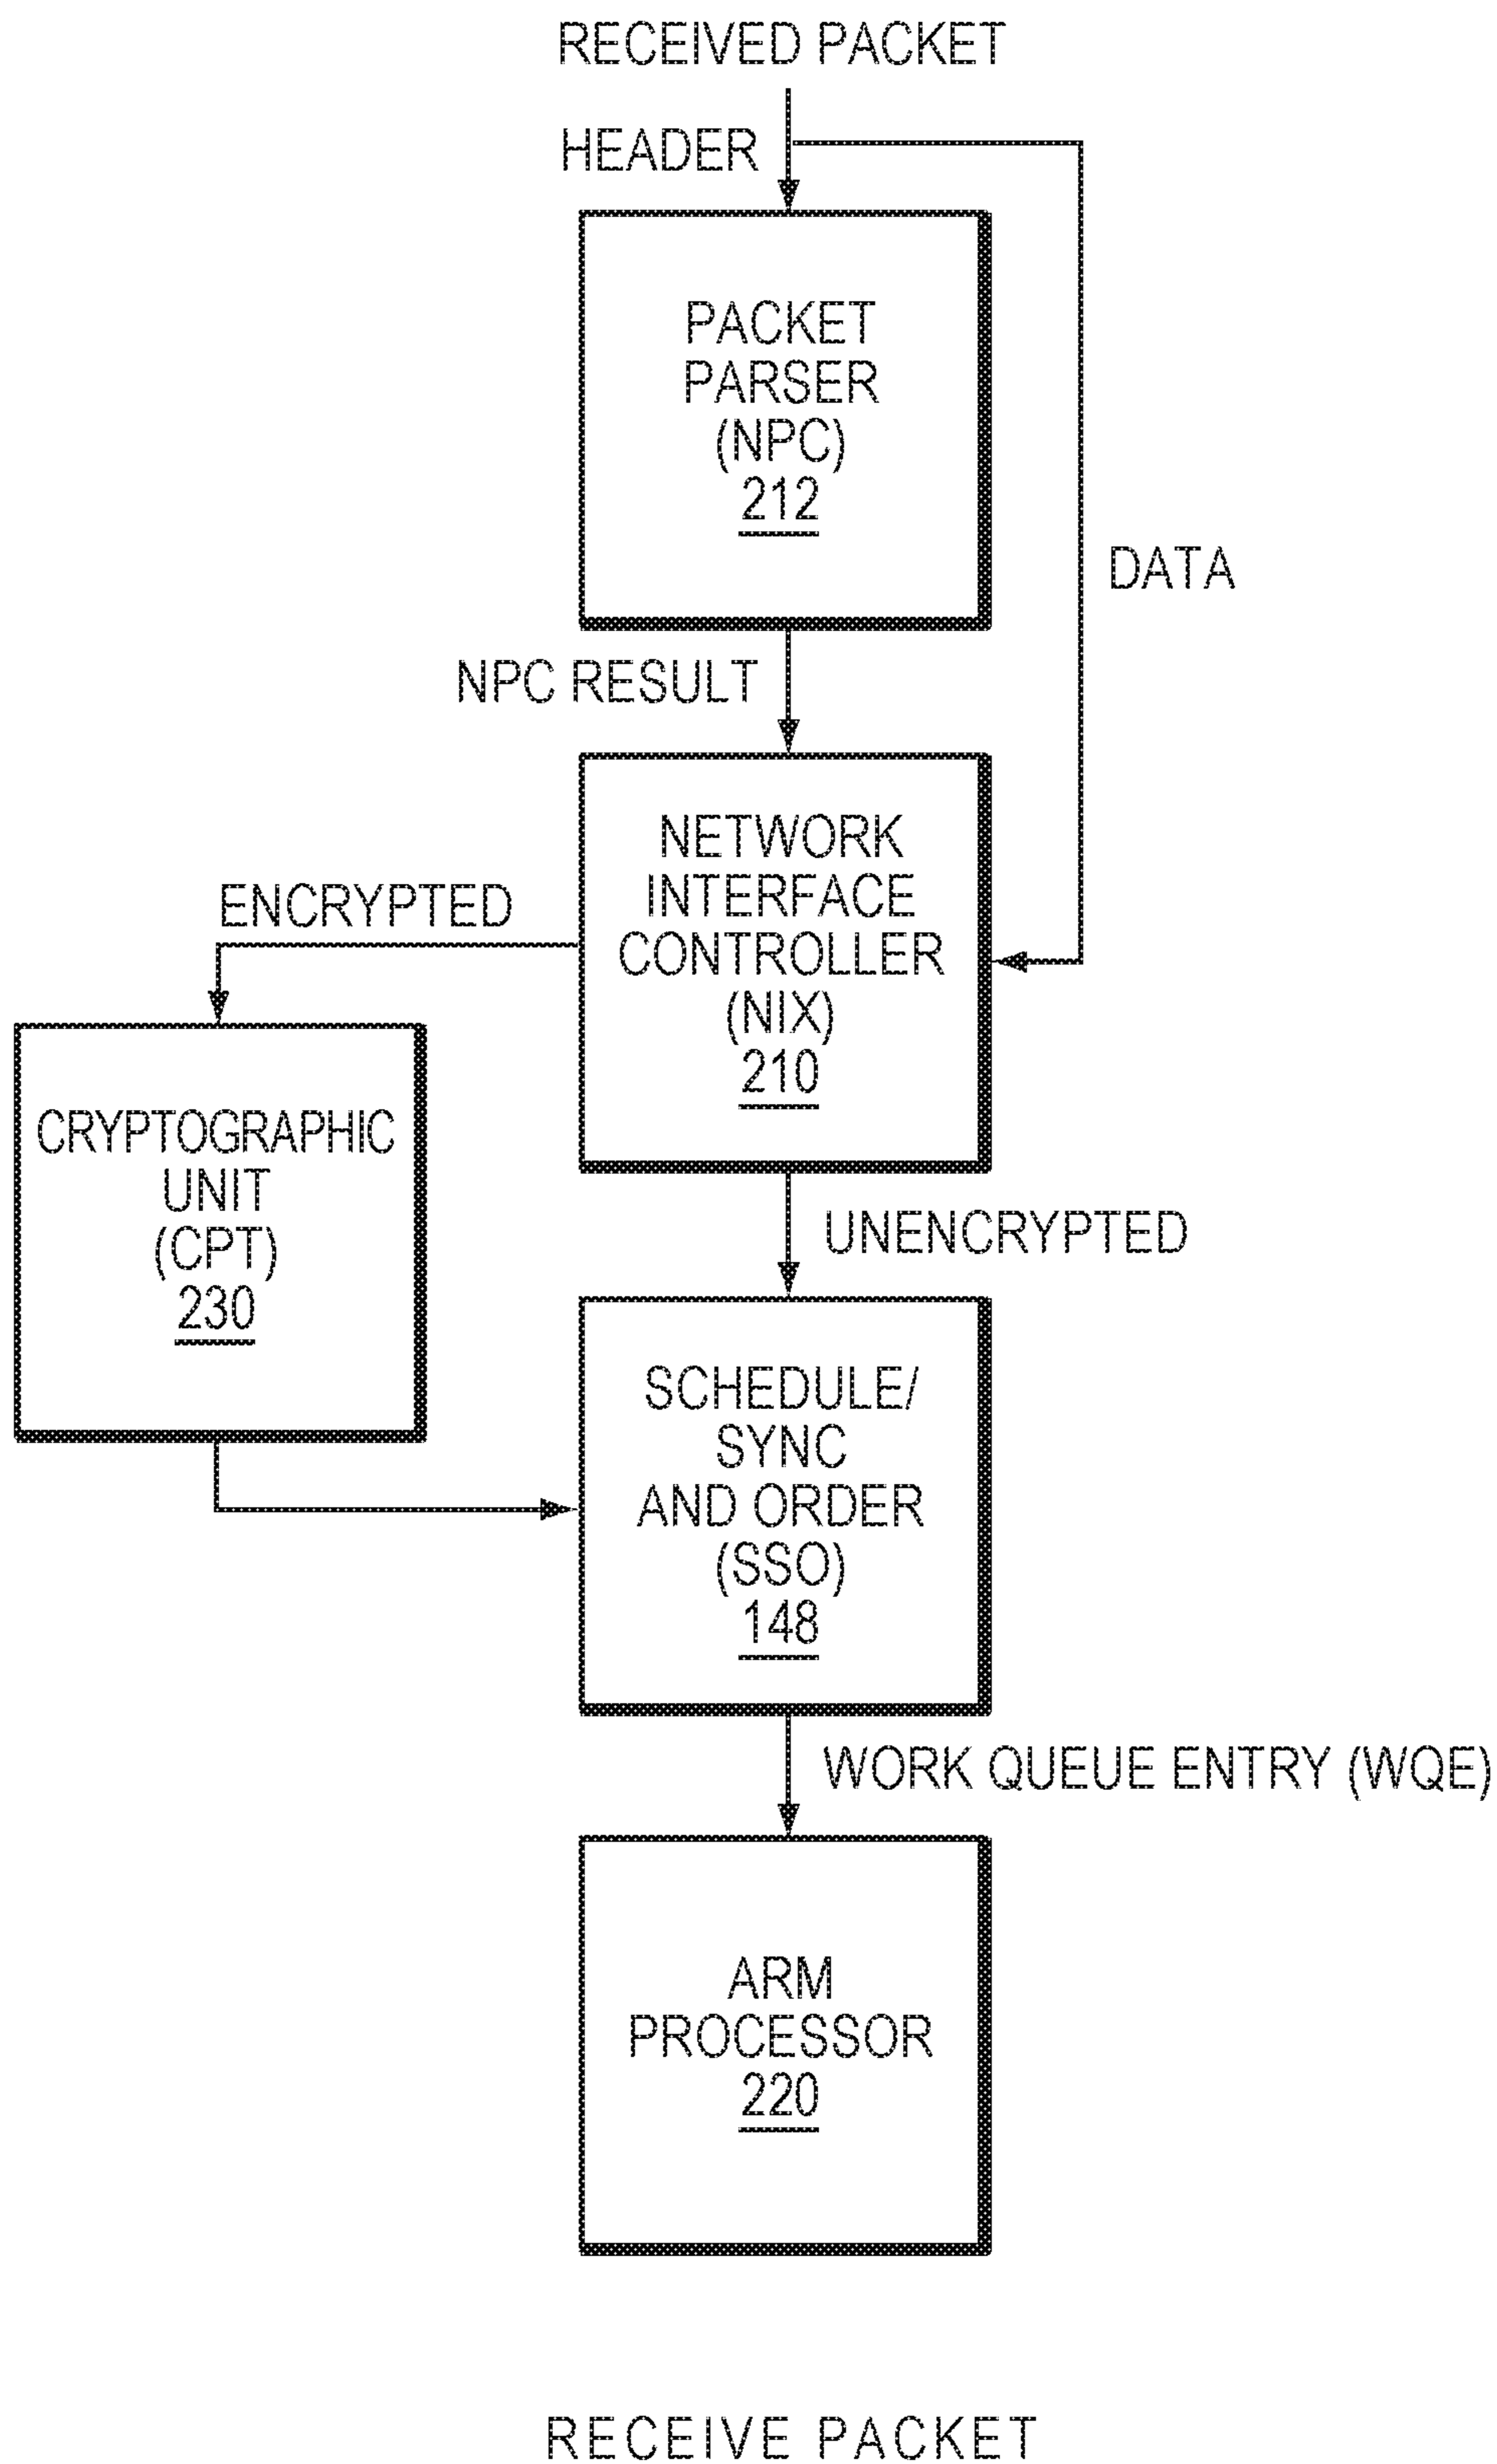 RECEIVED PACKET
HEADER
PACKET
PARSER
(NPC)
212
DATA
NPC RESULT
NETWORK
INTERFACE
CONTROLLER
(NIX)
210
ENCRYPTED
CRYPTOGRAPHIC
UNIT
(CPT)
230
UNENCRYPTED
SCHEDULE/
SYNC
AND ORDER
(SSO)
148
WORK QUEUE ENTRY (WQE)
ARM
PROCESSOR
220
RECEIVE PACKET